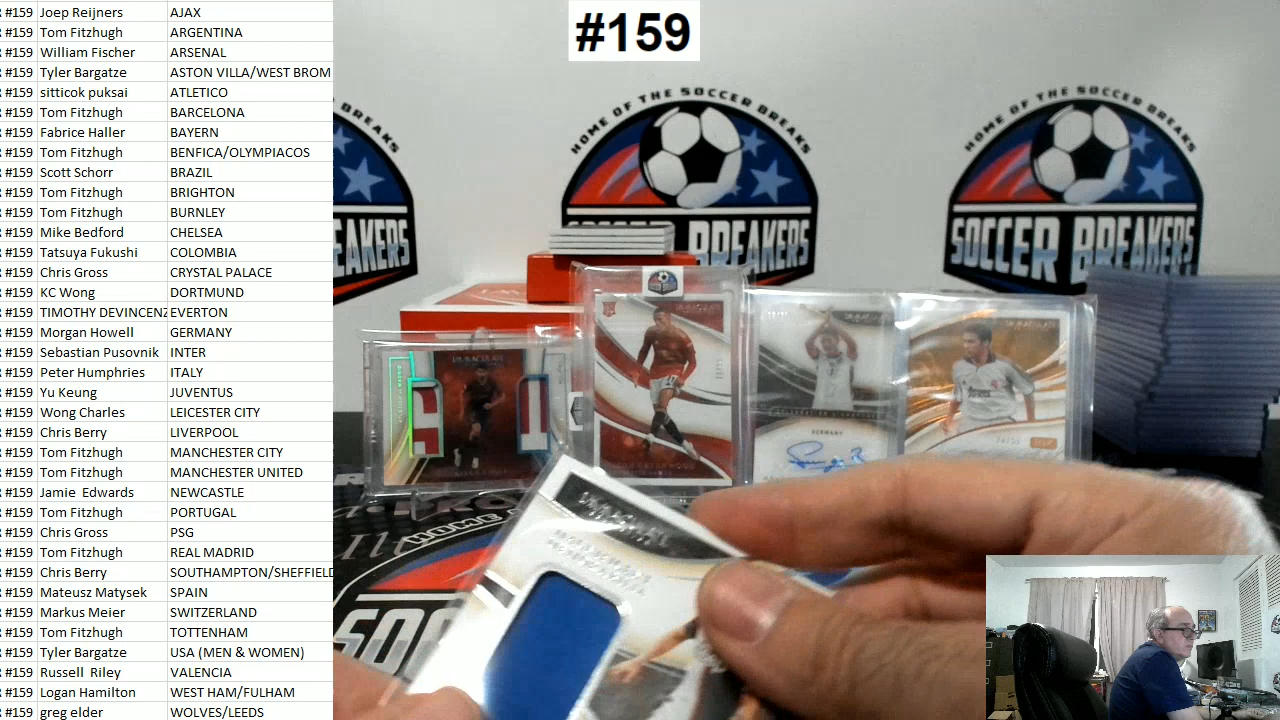 #159
#159 Joep Reijners AJAX
#159 Tom Fitzhugh ARGENTINA
#159 William Fischer ARSENAL
#159 Tyler Bargatze ASTON VILLA/WEST BROM
#159 sitticok puksai ATLETICO
#159 Tom Fitzhugh BARCELONA
#159 Fabrice Haller BAYERN
#159 Tom Fitzhugh BENFICA/OLYMPIACOS
#159 Scott Schorr BRAZIL
#159 Tom Fitzhugh BRIGHTON
#159 Tom Fitzhugh BURNLEY
#159 Mike Bedford CHELSEA
#159 Tatsuya Fukushi COLOMBIA
#159 Chris Gross CRYSTAL PALACE
#159 KC Wong DORTMUND
#159 TIMOTHY DEVINCENZ EVERTON
#159 Morgan Howell GERMANY
#159 Sebastian Pusovnik INTER
#159 Peter Humphries ITALY
#159 Yu Keung JUVENTUS
#159 Wong Charles LEICESTER CITY
#159 Chris Berry LIVERPOOL
#159 Tom Fitzhugh MANCHESTER CITY
#159 Tom Fitzhugh MANCHESTER UNITED
#159 Jamie Edwards NEWCASTLE
#159 Tom Fitzhugh PORTUGAL
#159 Chris Gross PSG
#159 Tom Fitzhugh REAL MADRID
#159 Chris Berry SOUTHAMPTON/SHEFFIELD
#159 Mateusz Matysek SPAIN
#159 Markus Meier SWITZERLAND
#159 Tom Fitzhugh TOTTENHAM
#159 Tyler Bargatze USA (MEN & WOMEN)
#159 Russell Riley VALENCIA
#159 Logan Hamilton WEST HAM/FULHAM
#159 greg elder WOLVES/LEEDS
BREAKS
EAKERS
HOME OF THE SOCCER BREAKS
SOCCER BREAKERS
HOME OF THE SOCCER BREAKS
SOCCER BREAKERS
IMMACULATE
GERMANY